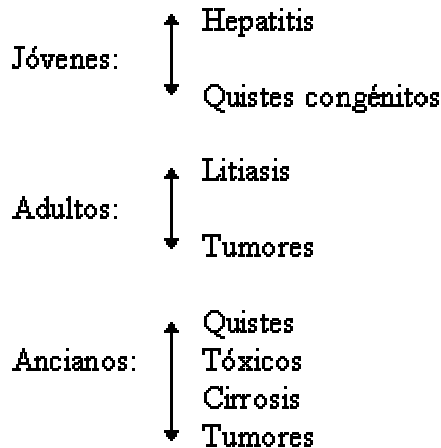 Hepatitis
Jóvenes:
Quistes congénitos
Litiasis
Adultos:
Tumores
Quistes
Ancianos: Tóxicos
Cirrosis
Tumores